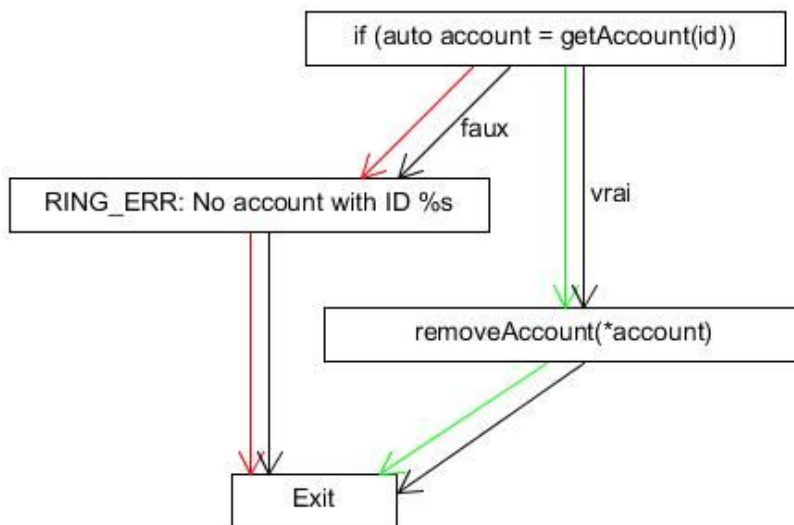 if (auto account = getAccount(id))
faux
RING_ERR: No account with ID %s
vrai
removeAccount(*account)
Exit